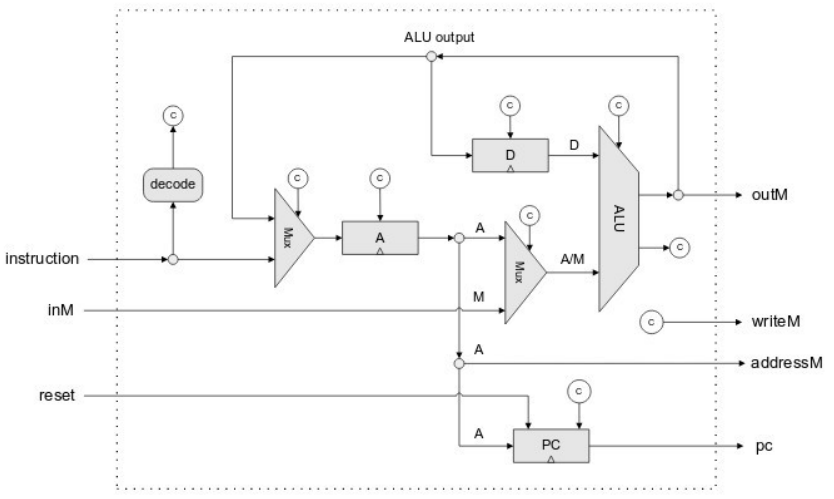 ALU output
C
C
C
D
D
C
decode
C
C
Mux
A
A
C
Mux
A/M
ALU
outM
C
instruction
inM
M
C
writeM
A
addressM
reset
C
A
PC
pc